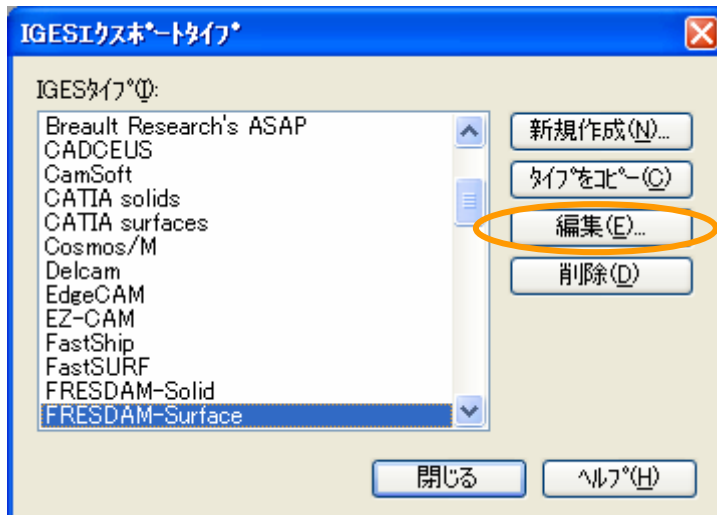 IGESｴｸｽﾎﾟｰﾄﾀｲﾌﾟ
IGESﾀｲﾌﾟ(I):
Breault Research's ASAP
CADCEUS
CamSoft
CATIA solids
CATIA surfaces
Cosmos/M
Delcam
EdgeCAM
EZ-CAM
FastShip
FastSURF
FRESDAM-Solid
FRESDAM-Surface
新規作成(N)...
ﾀｲﾌﾟをｺﾋﾟｰ(C)
編集(E)...
削除(D)
閉じる
ﾍﾙﾌﾟ(H)